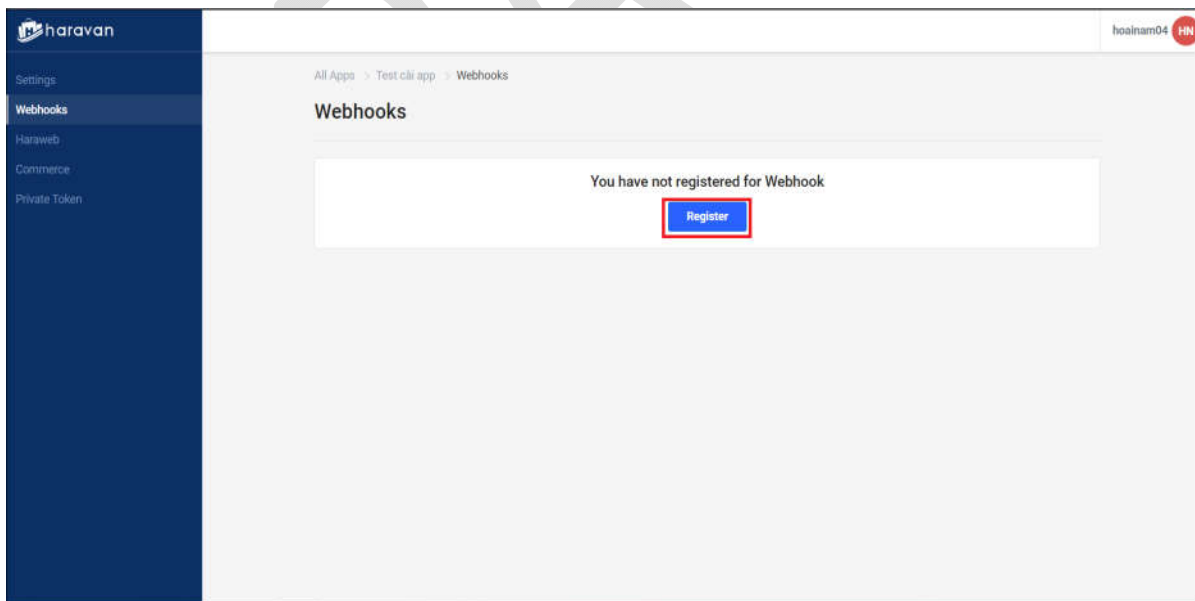 haravan
hoainam04 HN
Settings
Webhooks
Haraweb
Commerce
Private Token
All Apps > Test cài app > Webhooks
Webhooks
You have not registered for Webhook
Register